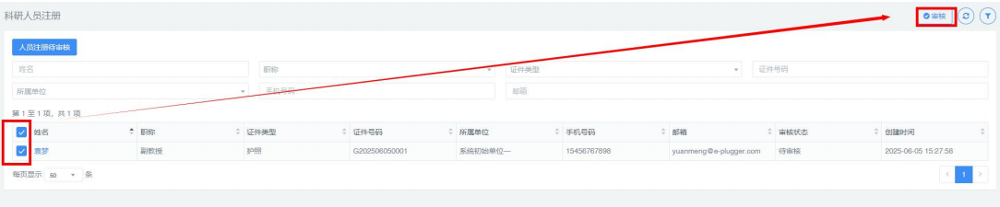 科研人员注册
审核
人员注册待审核
姓名 职称 证件类型 证件号码
所属单位 手机号码 邮箱
第 1 至 1 项，共 1 项
姓名 职称 证件类型 证件号码 所属单位 手机号码 邮箱 审核状态 创建时间
袁梦 副教授 护照 G202506050001 系统初始单位一 15456767898 yuanmeng@e-plugger.com 待审核 2025-06-05 15:27:58
每页显示 50 条 1